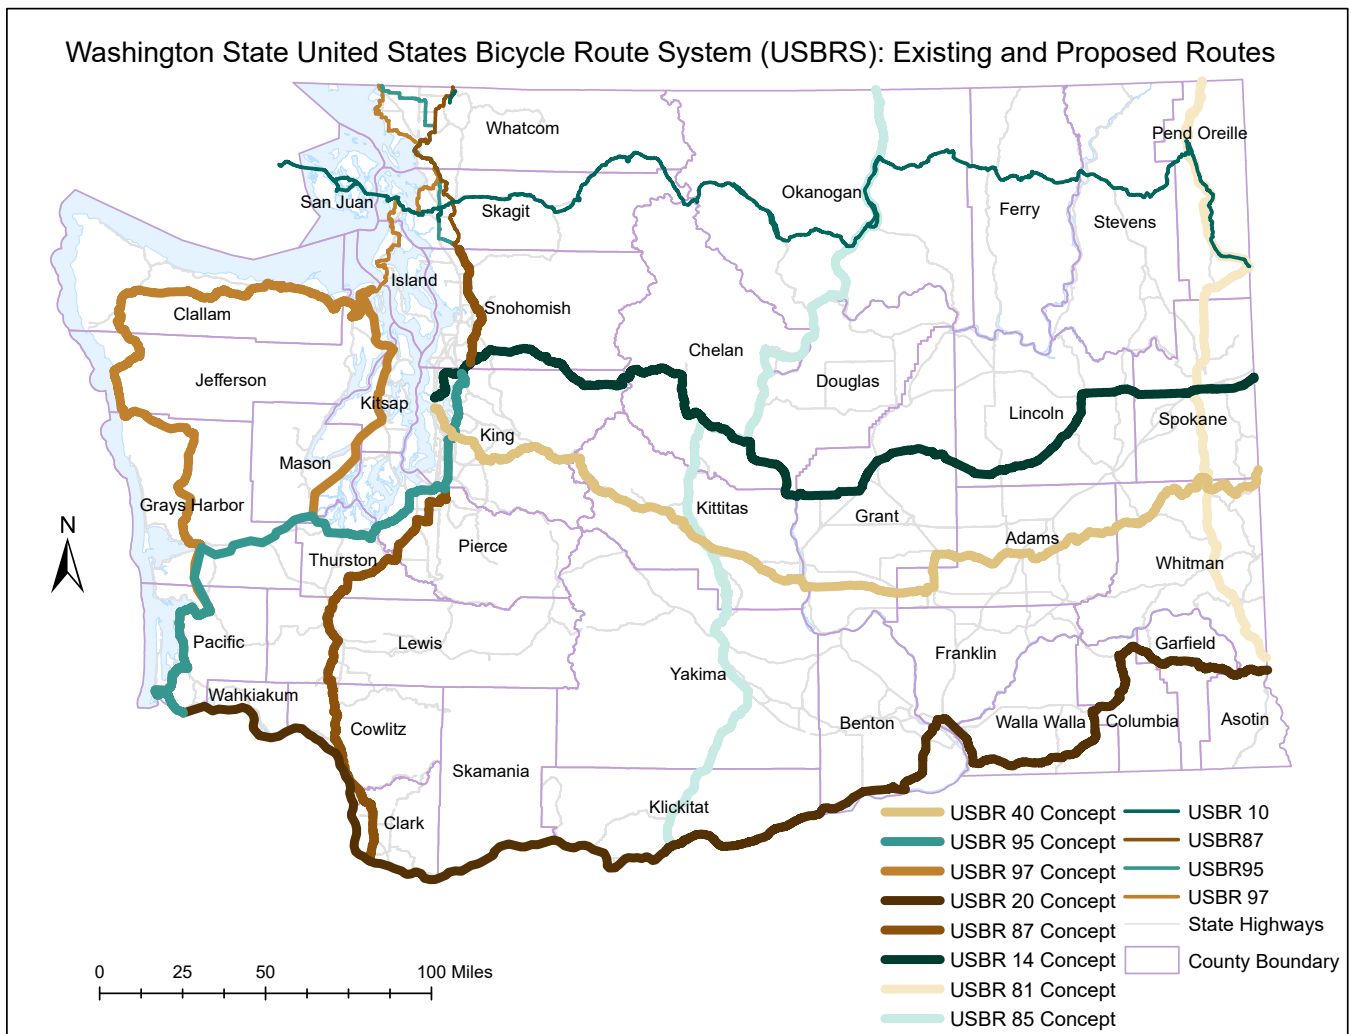 Washington State United States Bicycle Route System (USBRS): Existing and Proposed Routes
Whatcom
Pend Oreille
San Juan
Skagit
Okanogan
Ferry
Stevens
Island
Clallam
Snohomish
Chelan
Jefferson
Douglas
Kitsap
Lincoln
King
Spokane
Mason
Grays Harbor
Kittitas
Grant
N
Adams
Thurston
Pierce
Whitman
Pacific
Lewis
Franklin
Garfield
Yakima
Wahkiakum
Cowlitz
Benton
Walla Walla
Columbia
Asotin
Skamania
Klickitat
Clark
USBR 40 Concept
USBR 95 Concept
USBR 97 Concept
USBR 20 Concept
USBR 87 Concept
USBR 14 Concept
USBR 81 Concept
USBR 85 Concept
USBR 10
USBR87
USBR95
USBR 97
State Highways
County Boundary
0 25 50 100 Miles